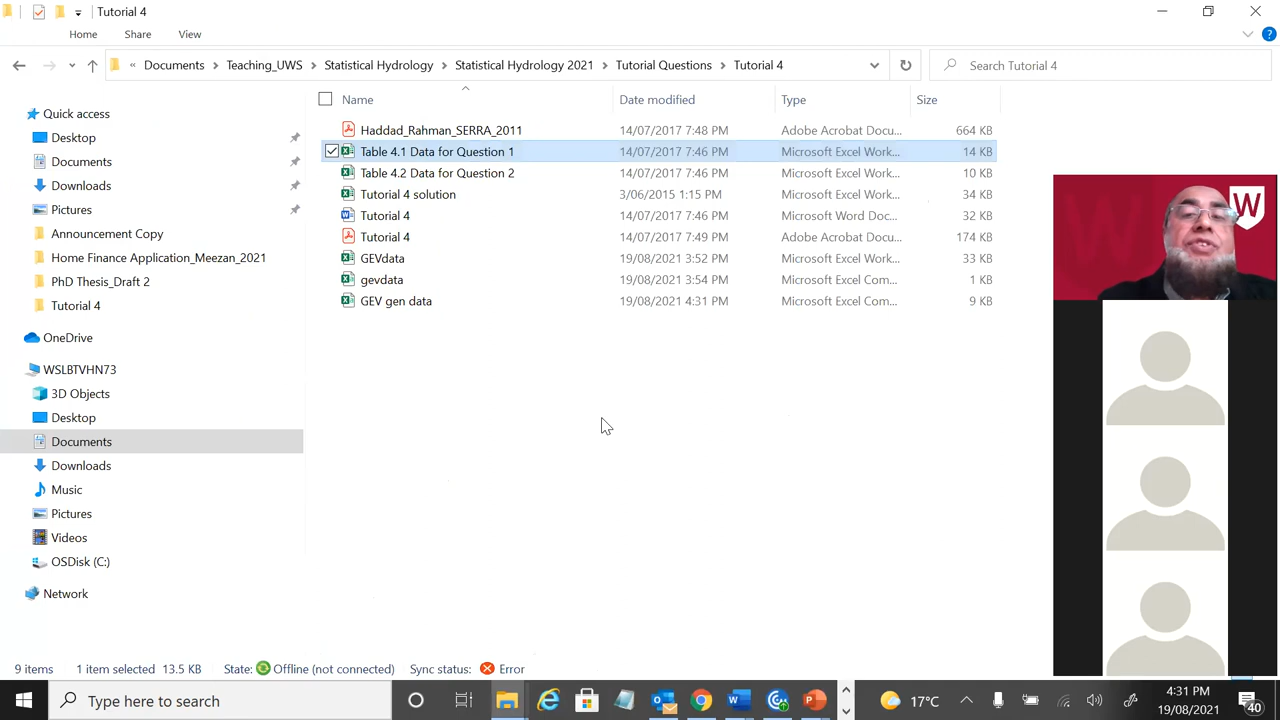 Tutorial 4
Home Share View
« Documents Teaching_UWS Statistical Hydrology Statistical Hydrology 2021 Tutorial Questions Tutorial 4
Search Tutorial 4
Name Date modified Type Size
Quick access
Desktop
Documents
Downloads
Pictures
Announcement Copy
Home Finance Application_Meezan_2021
PhD Thesis_Draft 2
Tutorial 4
OneDrive
WSLBTVHN73
3D Objects
Desktop
Documents
Downloads
Music
Pictures
Videos
OSDisk (C:)
Network
Haddad_Rahman_SERRA_2011 14/07/2017 7:48 PM Adobe Acrobat Docu... 664 KB
Table 4.1 Data for Question 1 14/07/2017 7:46 PM Microsoft Excel Work... 14 KB
Table 4.2 Data for Question 2 14/07/2017 7:46 PM Microsoft Excel Work... 10 KB
Tutorial 4 solution 3/06/2015 1:15 PM Microsoft Excel Work... 34 KB
Tutorial 4 14/07/2017 7:46 PM Microsoft Word Doc... 32 KB
Tutorial 4 14/07/2017 7:49 PM Adobe Acrobat Docu... 174 KB
GEVdata 19/08/2021 3:52 PM Microsoft Excel Work... 33 KB
gevdata 19/08/2021 3:54 PM Microsoft Excel Com... 1 KB
GEV gen data 19/08/2021 4:31 PM Microsoft Excel Com... 9 KB
W
9 items 1 item selected 13.5 KB State: Offline (not connected) Sync status: Error
Type here to search
17°C
4:31 PM
19/08/2021
40